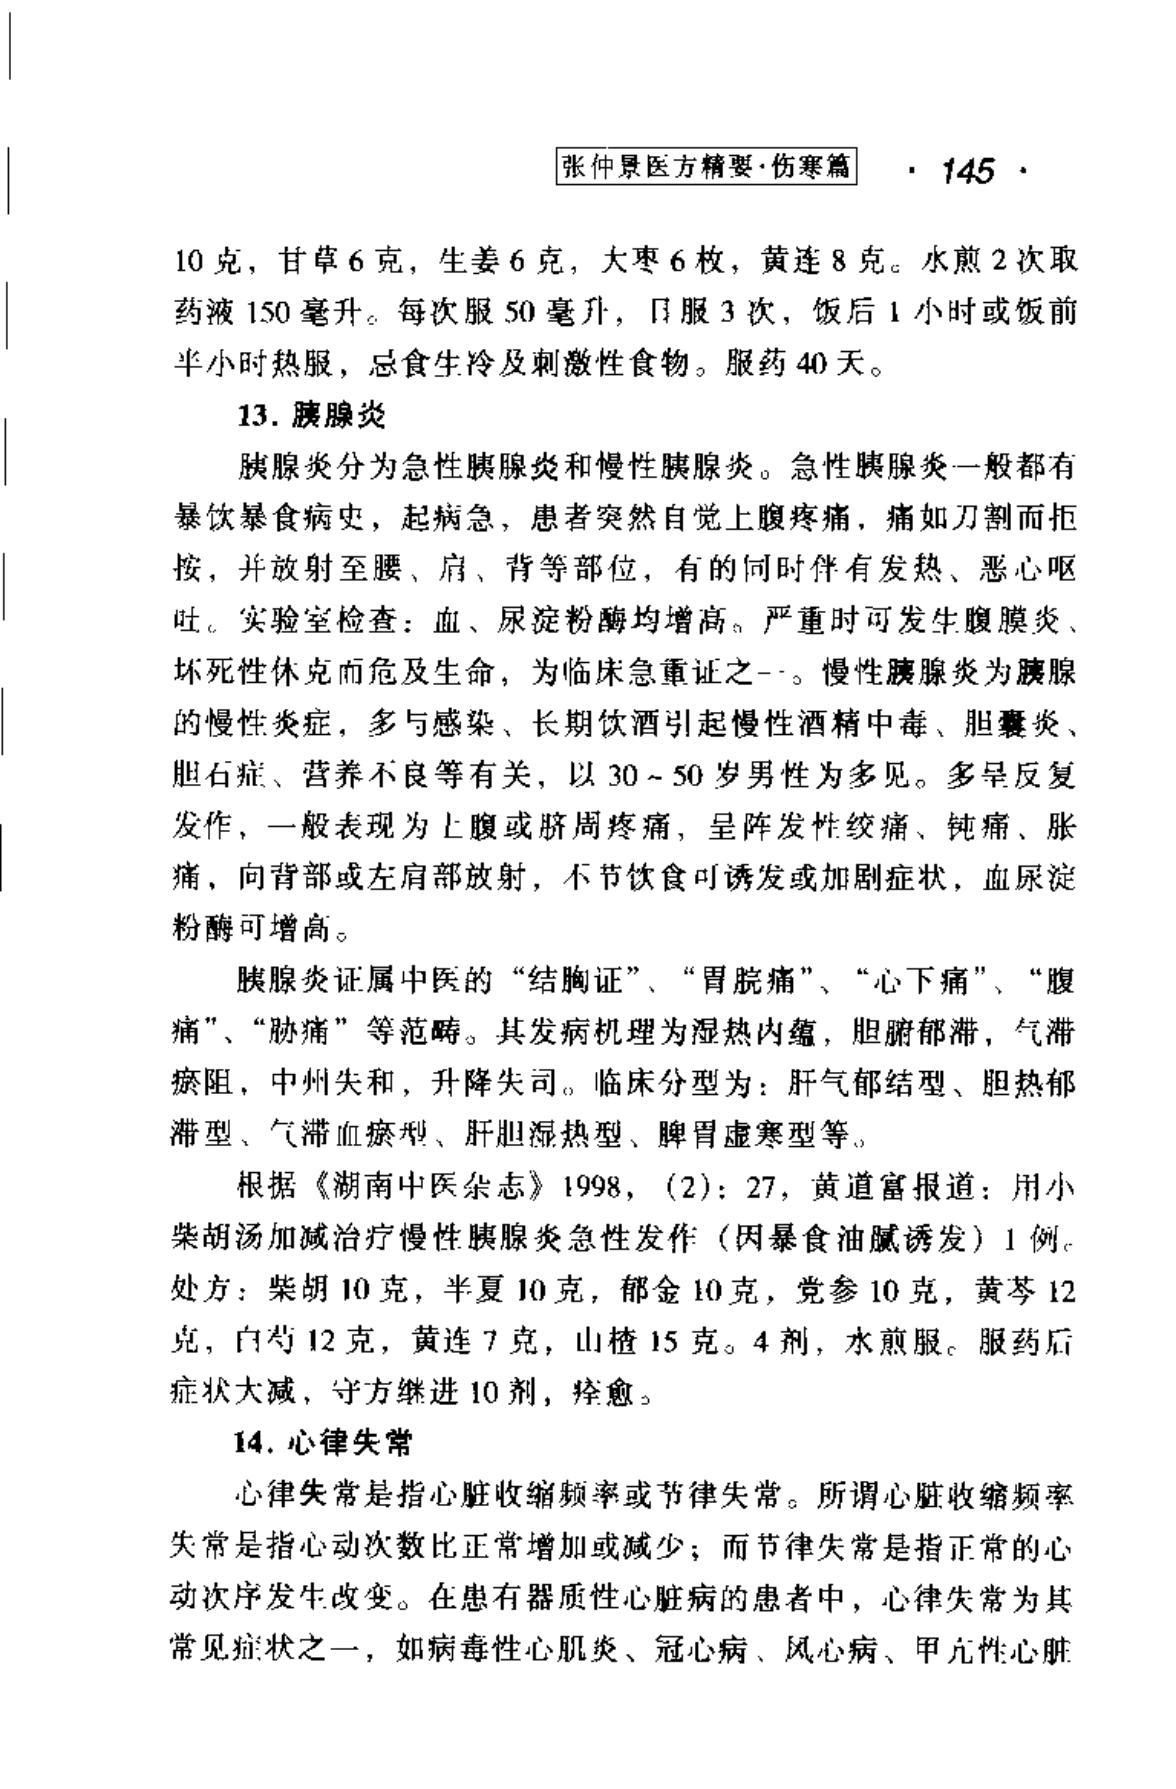 张仲景医方精要·伤寒篇 · 145 ·
10克，甘草6克，生姜6克，大枣6枚，黄连8克。水煎2次取
药液150毫升。每次服50毫升，日服3次，饭后1小时或饭前
半小时热服，忌食生冷及刺激性食物。服药40天。
13. 胰腺炎
胰腺炎分为急性胰腺炎和慢性胰腺炎。急性胰腺炎一般都有
暴饮暴食病史，起病急，患者突然自觉上腹疼痛，痛如刀割而拒
按，并放射至腰、肩、背等部位，有的同时伴有发热、恶心呕
吐。实验室检查：血、尿淀粉酶均增高。严重时可发生腹膜炎、
坏死性休克而危及生命，为临床急重证之一。慢性胰腺炎为胰腺
的慢性炎症，多与感染、长期饮酒引起慢性酒精中毒、胆囊炎、
胆石症、营养不良等有关，以30～50岁男性为多见。多呈反复
发作，一般表现为上腹或脐周疼痛，呈阵发性绞痛、钝痛、胀
痛，向背部或左肩部放射，不节饮食可诱发或加剧症状，血尿淀
粉酶可增高。
胰腺炎证属中医的“结胸证”、“胃脘痛”、“心下痛”、“腹
痛”、“胁痛”等范畴。其发病机理为湿热内蕴，胆腑郁滞，气滞
瘀阻，中州失和，升降失司。临床分型为：肝气郁结型、胆热郁
滞型、气滞血瘀型、肝胆湿热型、脾胃虚寒型等。
根据《湖南中医杂志》1998，（2）：27，黄道富报道：用小
柴胡汤加减治疗慢性胰腺炎急性发作（因暴食油腻诱发）1例。
处方：柴胡10克，半夏10克，郁金10克，党参10克，黄芩12
克，白芍12克，黄连7克，山楂15克。4剂，水煎服。服药后
症状大减，守方继进10剂，痊愈。
14. 心律失常
心律失常是指心脏收缩频率或节律失常。所谓心脏收缩频率
失常是指心动次数比正常增加或减少；而节律失常是指正常的心
动次序发生改变。在患有器质性心脏病的患者中，心律失常为其
常见症状之一，如病毒性心肌炎、冠心病、风心病、甲亢性心脏